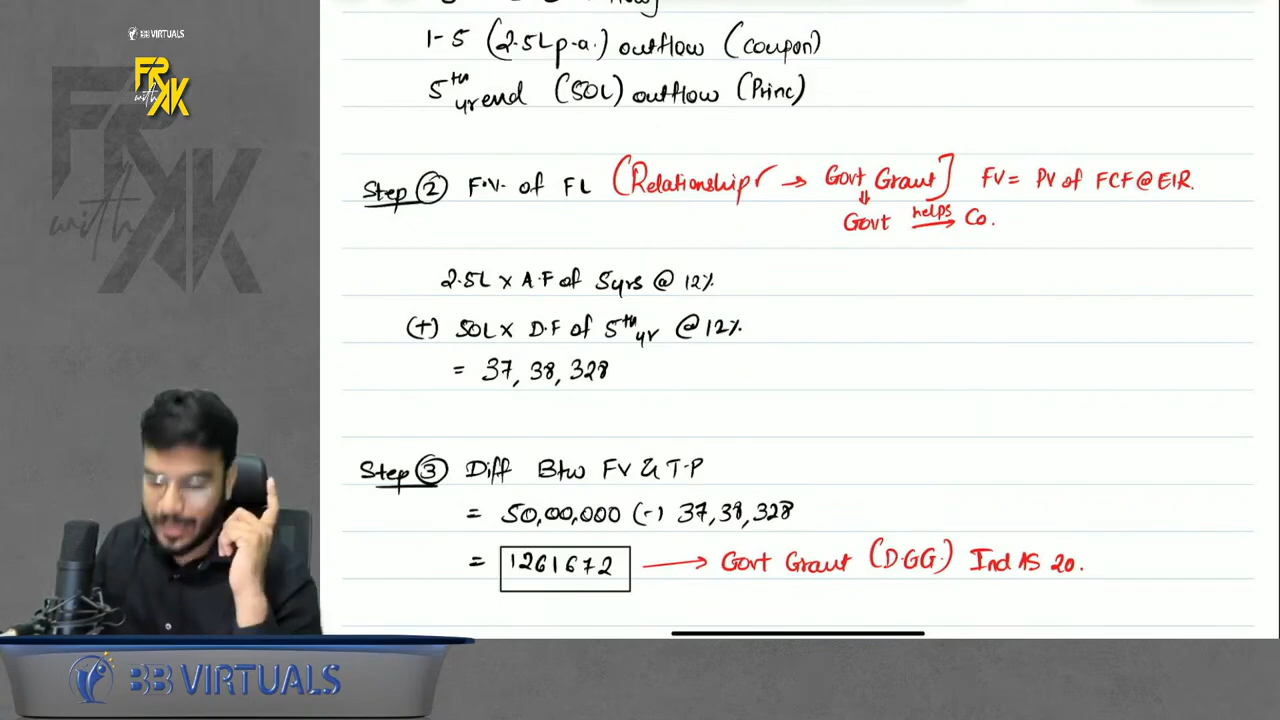 BB VIRTUALS
FR
with
AK
1-5 (2.5L p.a.) outflow (coupon)
5th yr end (50L) outflow (Princ)
Step 2 F.V. of FL (Relationship → Govt Grant] FV = PV of FCF @ EIR.
⇓
Govt helps → Co.
2.5L x A.F of 5yrs @ 12%
(+) 50L x D.F of 5th yr @ 12%
= 37, 38, 328
Step 3 Diff Btw FV & T.P
= 50,00,000 (-) 37,38,328
= 1261672 → Govt Grant (D.GG.) Ind AS 20.
BB VIRTUALS